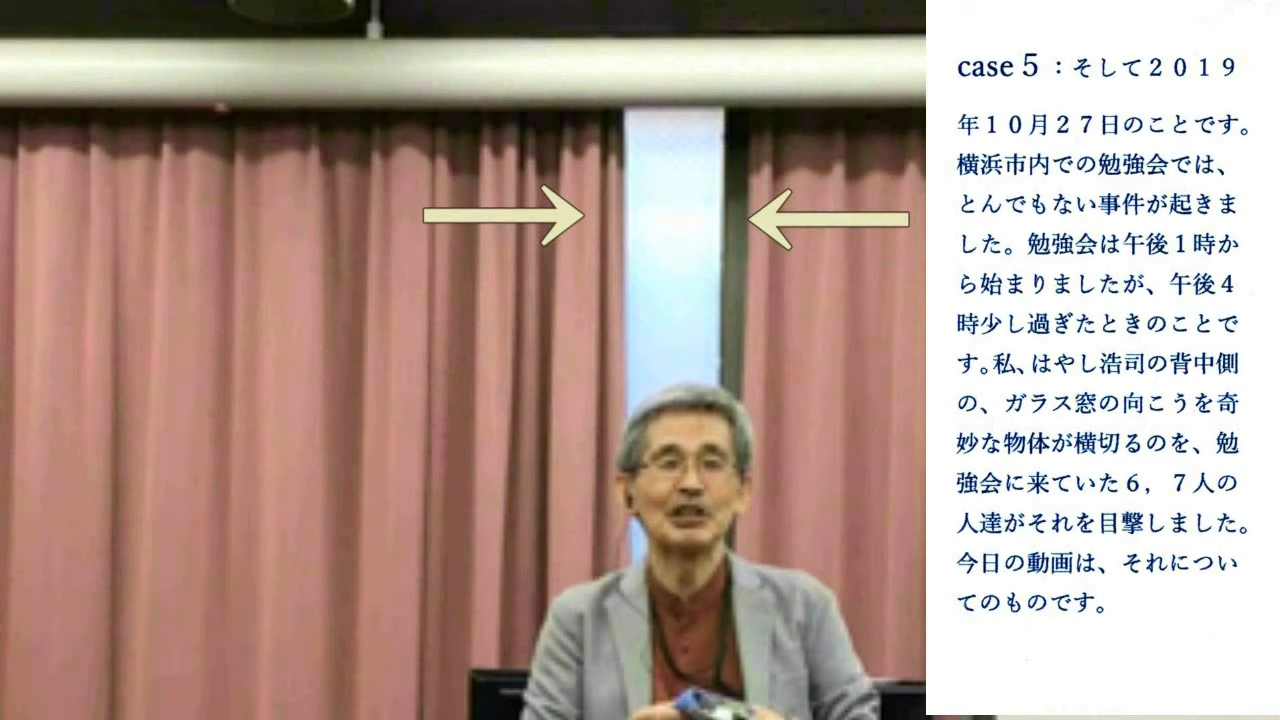 case５：そして２０１９
年１０月２７日のことです。
横浜市内での勉強会では、
とんでもない事件が起きま
した。勉強会は午後１時か
ら始まりましたが、午後４
時少し過ぎたときのことで
す。私、はやし浩司の背中側
の、ガラス窓の向こうを奇
妙な物体が横切るのを、勉
強会に来ていた６，７人の
人達がそれを目撃しました。
今日の動画は、それについ
てのものです。